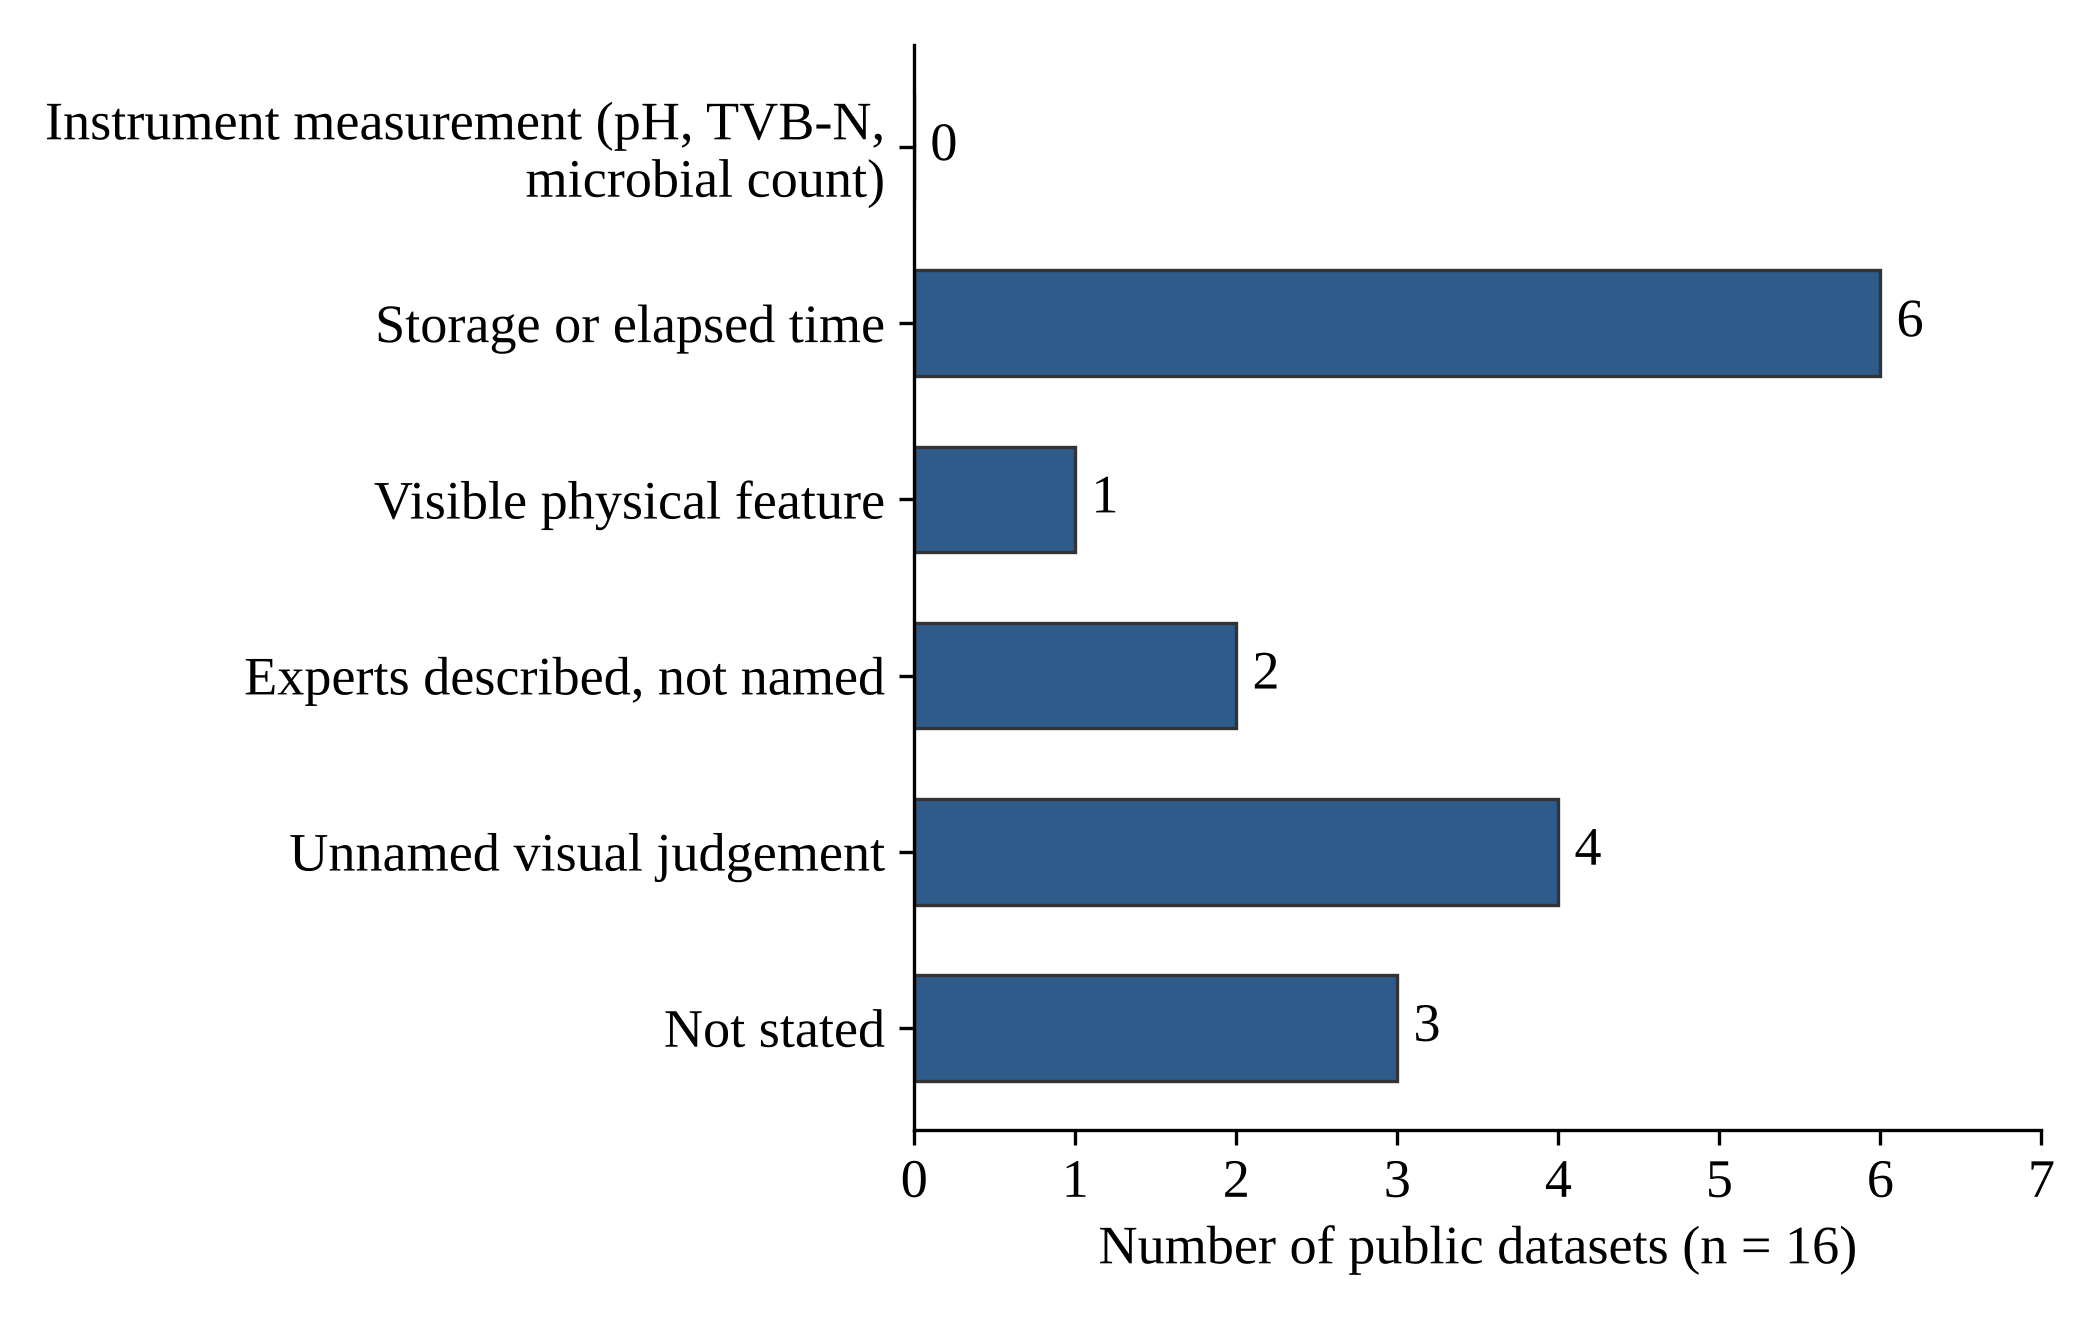 Instrument measurement (pH, TVB-N,
microbial count)
0
Storage or elapsed time
6
Visible physical feature
1
Experts described, not named
2
Unnamed visual judgement
4
Not stated
3
0 1 2 3 4 5 6 7
Number of public datasets (n = 16)